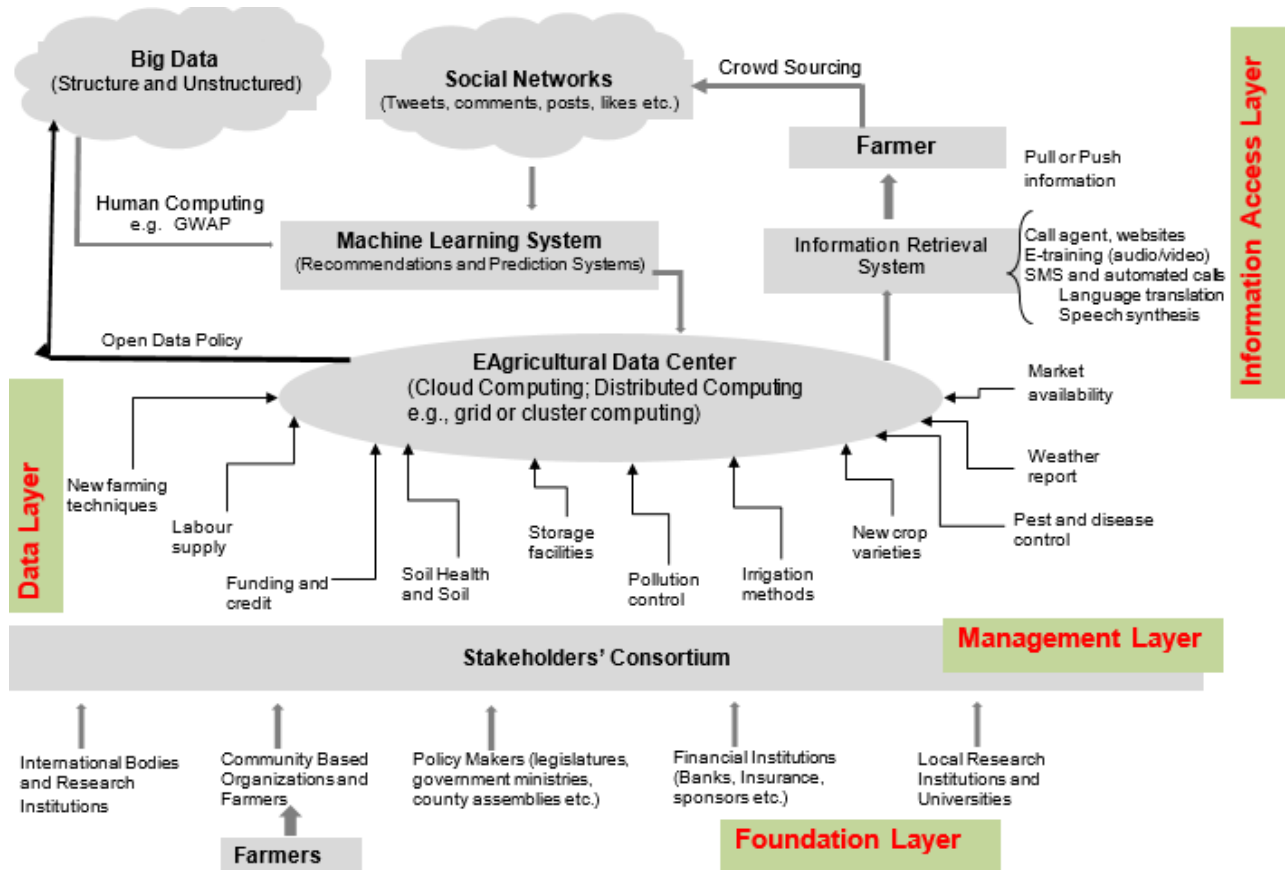 Big Data
(Structure and Unstructured)
Social Networks
(Tweets, comments, posts, likes etc.)
Crowd Sourcing
Farmer
Pull or Push
information
Information Access Layer
Human Computing
e.g. GWAP
Machine Learning System
(Recommendations and Prediction Systems)
Information Retrieval
System
Call agent, websites
E-training (audio/video)
SMS and automated calls
Language translation
Speech synthesis
Open Data Policy
EAgricultural Data Center
(Cloud Computing; Distributed Computing
e.g., grid or cluster computing)
Market
availability
Weather
report
Pest and disease
control
Data Layer
New farming
techniques
Labour
supply
Funding and
credit
Soil Health
and Soil
Storage
facilities
Pollution
control
Irrigation
methods
New crop
varieties
Management Layer
Stakeholders' Consortium
International Bodies
and Research
Institutions
Community Based
Organizations and
Farmers
Policy Makers (legislatures,
government ministries,
county assemblies etc.)
Financial Institutions
(Banks, Insurance,
sponsors etc.)
Local Research
Institutions and
Universities
Foundation Layer
Farmers